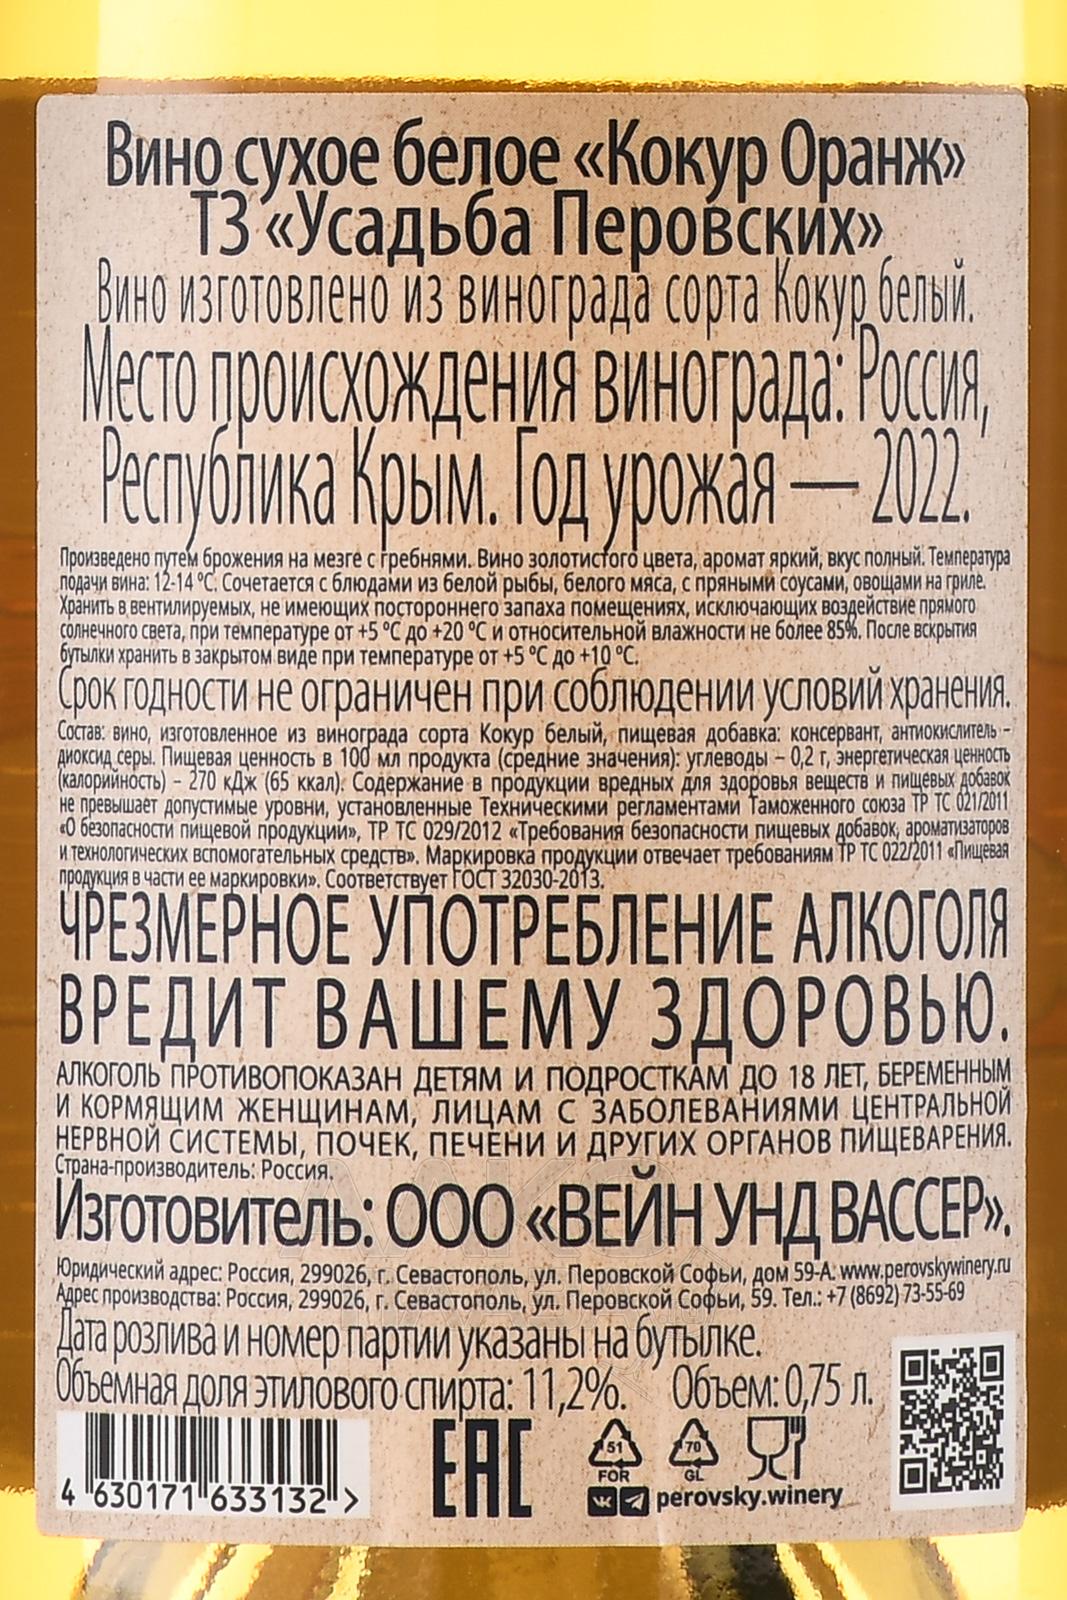 Вино сухое белое «Кокур Оранж»
ТЗ «Усадьба Перовских»
Вино изготовлено из винограда сорта Кокур белый.
Место происхождения винограда: Россия,
Республика Крым. Год урожая — 2022.
Произведено путем брожения на мезге с гребнями. Вино золотистого цвета, аромат яркий, вкус полный. Температура
подачи вина: 12-14 °С. Сочетается с блюдами из белой рыбы, белого мяса, с пряными соусами, овощами на гриле.
Хранить в вентилируемых, не имеющих постороннего запаха помещениях, исключающих воздействие прямого
солнечного света, при температуре от +5 °С до +20 °С и относительной влажности не более 85%. После вскрытия
бутылки хранить в закрытом виде при температуре от +5 °С до +10 °С.
Срок годности не ограничен при соблюдении условий хранения.
Состав: вино, изготовленное из винограда сорта Кокур белый, пищевая добавка: консервант, антиокислитель –
диоксид серы. Пищевая ценность в 100 мл продукта (средние значения): углеводы – 0,2 г, энергетическая ценность
(калорийность) – 270 кДж (65 ккал). Содержание в продукции вредных для здоровья веществ и пищевых добавок
не превышает допустимые уровни, установленные Техническими регламентами Таможенного союза ТР ТС 021/2011
«О безопасности пищевой продукции», ТР ТС 029/2012 «Требования безопасности пищевых добавок, ароматизаторов
и технологических вспомогательных средств». Маркировка продукции отвечает требованиям ТР ТС 022/2011 «Пищевая
продукция в части ее маркировки». Соответствует ГОСТ 32030-2013.
ЧРЕЗМЕРНОЕ УПОТРЕБЛЕНИЕ АЛКОГОЛЯ
ВРЕДИТ ВАШЕМУ ЗДОРОВЬЮ.
АЛКОГОЛЬ ПРОТИВОПОКАЗАН ДЕТЯМ И ПОДРОСТКАМ ДО 18 ЛЕТ, БЕРЕМЕННЫМ
И КОРМЯЩИМ ЖЕНЩИНАМ, ЛИЦАМ С ЗАБОЛЕВАНИЯМИ ЦЕНТРАЛЬНОЙ
НЕРВНОЙ СИСТЕМЫ, ПОЧЕК, ПЕЧЕНИ И ДРУГИХ ОРГАНОВ ПИЩЕВАРЕНИЯ.
Страна-производитель: Россия.
Изготовитель: ООО «ВЕЙН УНД ВАССЕР».
Юридический адрес: Россия, 299026, г. Севастополь, ул. Перовской Софьи, дом 59-А. www.perovskywinery.ru
Адрес производства: Россия, 299026, г. Севастополь, ул. Перовской Софьи, 59. Тел.: +7 (8692) 73-55-69
Дата розлива и номер партии указаны на бутылке.
Объемная доля этилового спирта: 11,2%. Объем: 0,75 л.
EAC
51
FOR
70
GL
perovsky.winery
4 630171 633132 >